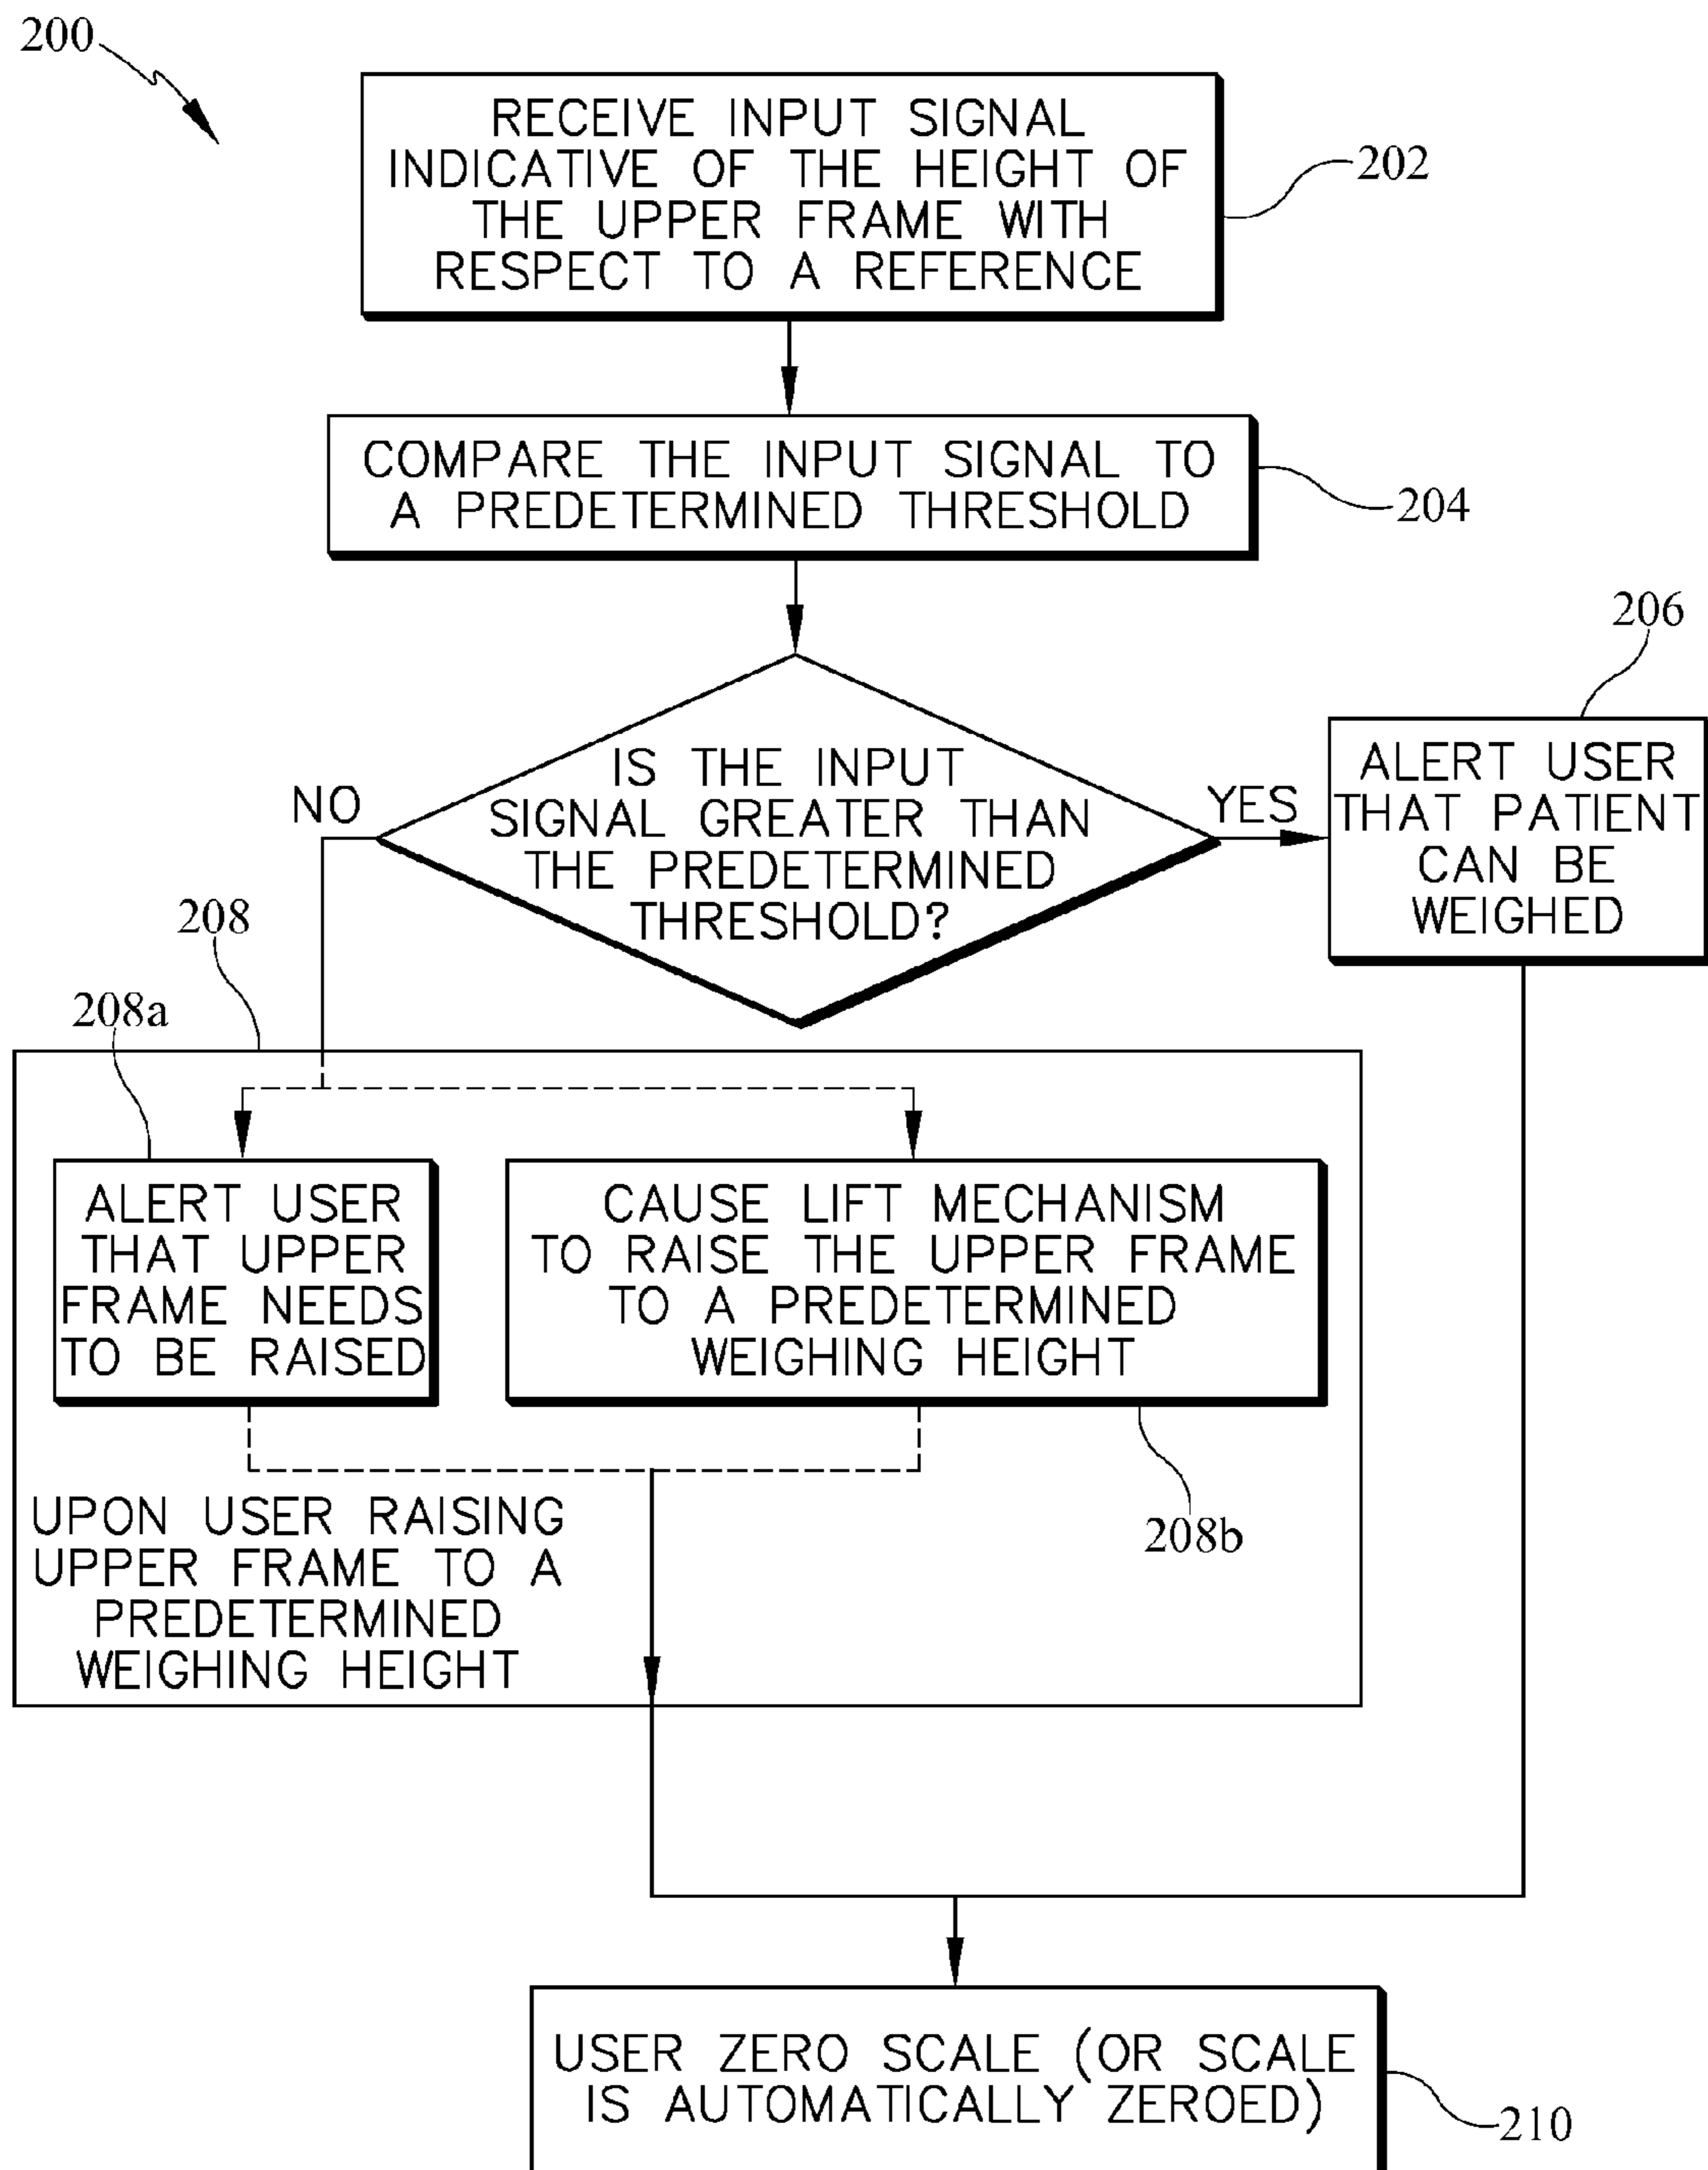 200
RECEIVE INPUT SIGNAL
INDICATIVE OF THE HEIGHT OF
THE UPPER FRAME WITH
RESPECT TO A REFERENCE
202
COMPARE THE INPUT SIGNAL TO
A PREDETERMINED THRESHOLD
204
IS THE INPUT
SIGNAL GREATER THAN
THE PREDETERMINED
THRESHOLD?
NO
YES
206
ALERT USER
THAT PATIENT
CAN BE
WEIGHED
208
208a
ALERT USER
THAT UPPER
FRAME NEEDS
TO BE RAISED
CAUSE LIFT MECHANISM
TO RAISE THE UPPER FRAME
TO A PREDETERMINED
WEIGHING HEIGHT
208b
UPON USER RAISING
UPPER FRAME TO A
PREDETERMINED
WEIGHING HEIGHT
USER ZERO SCALE (OR SCALE
IS AUTOMATICALLY ZEROED)
210